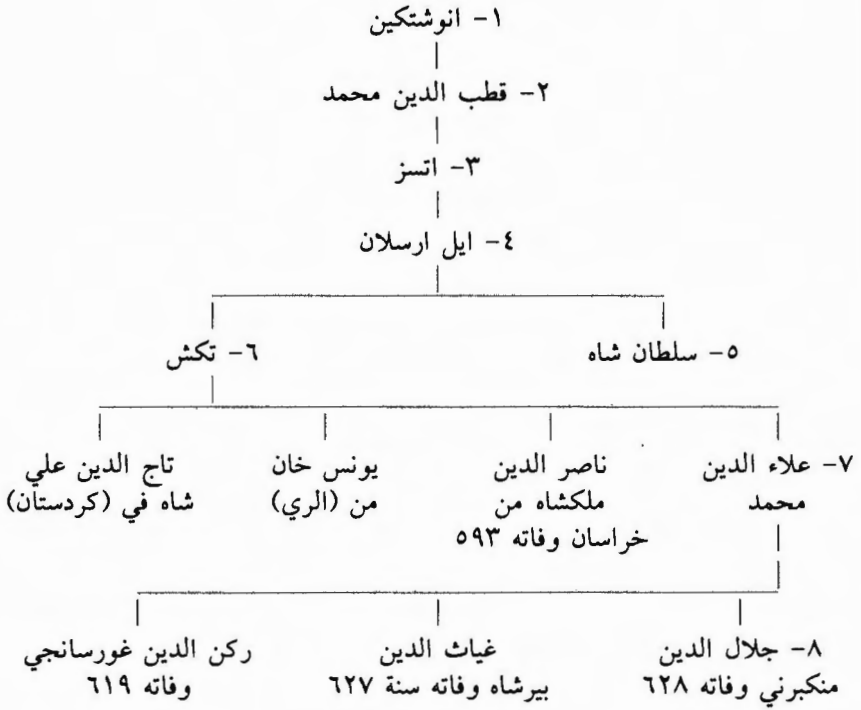 ١- انوشتكين
٢- قطب الدين محمد
٣- اتسز
٤- ايل ارسلان
٥- سلطان شاه
٦- تكش
٧- علاء الدين
محمد
ناصر الدين
ملكشاه من
خراسان وفاته ٥٩٣
يونس خان
من (الري)
تاج الدين علي
شاه في (كردستان)
٨- جلال الدين
منكبرني وفاته ٦٢٨
غياث الدين
بيرشاه وفاته سنة ٦٢٧
ركن الدين غورسانجي
وفاته ٦١٩